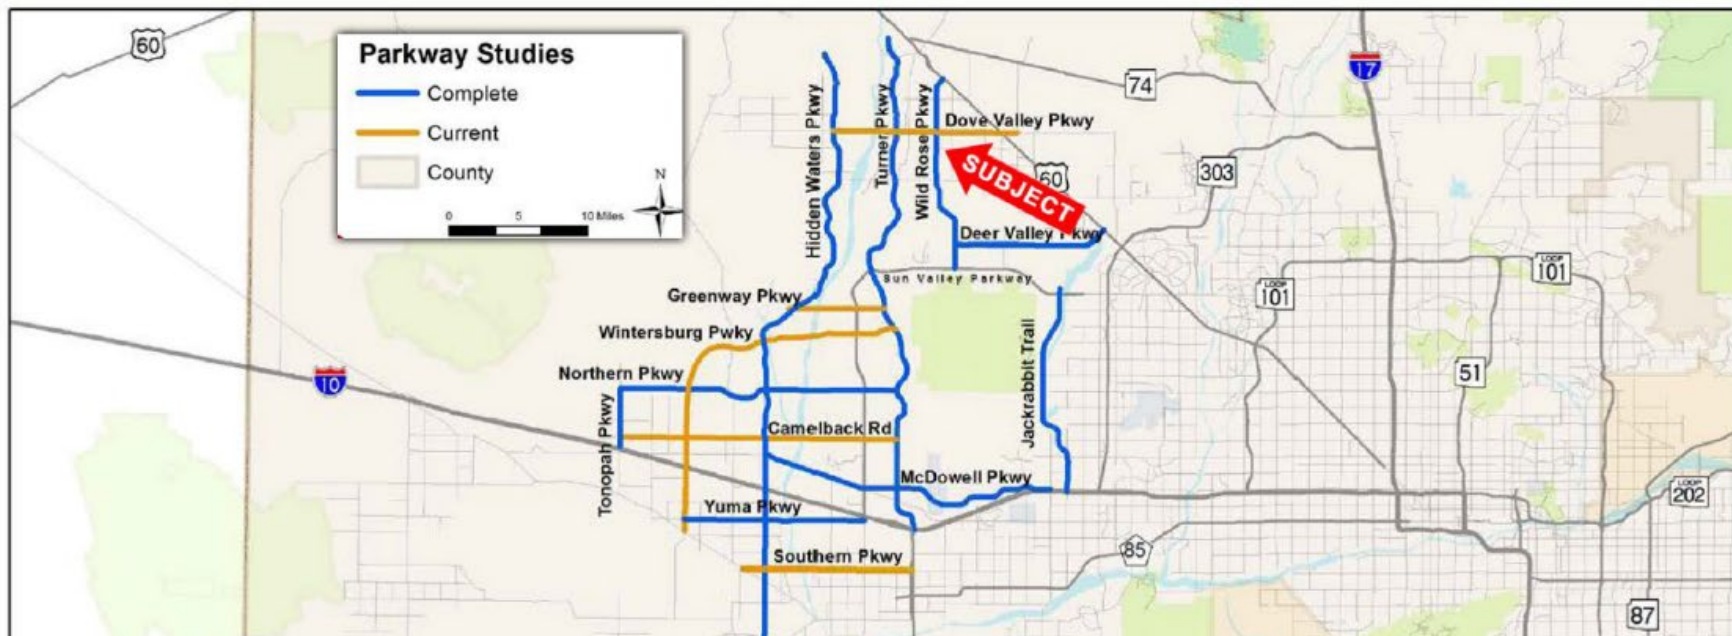 60
Parkway Studies
Complete
Current
County
N
0 5 10 Miles
17
74
Hidden Waters Pkwy
Turner Pkwy
Wild Rose Pkwy
Dove Valley Pkwy
SUBJECT
60
303
Deer Valley Pkwy
Sun Valley Parkway
LOOP
101
LOOP
101
Greenway Pkwy
Wintersburg Pwky
Northern Pkwy
10
51
Tonopah Pkwy
Camelback Rd
Jackrabbit Trail
McDowell Pkwy
LOOP
202
Yuma Pkwy
Southern Pkwy
85
87